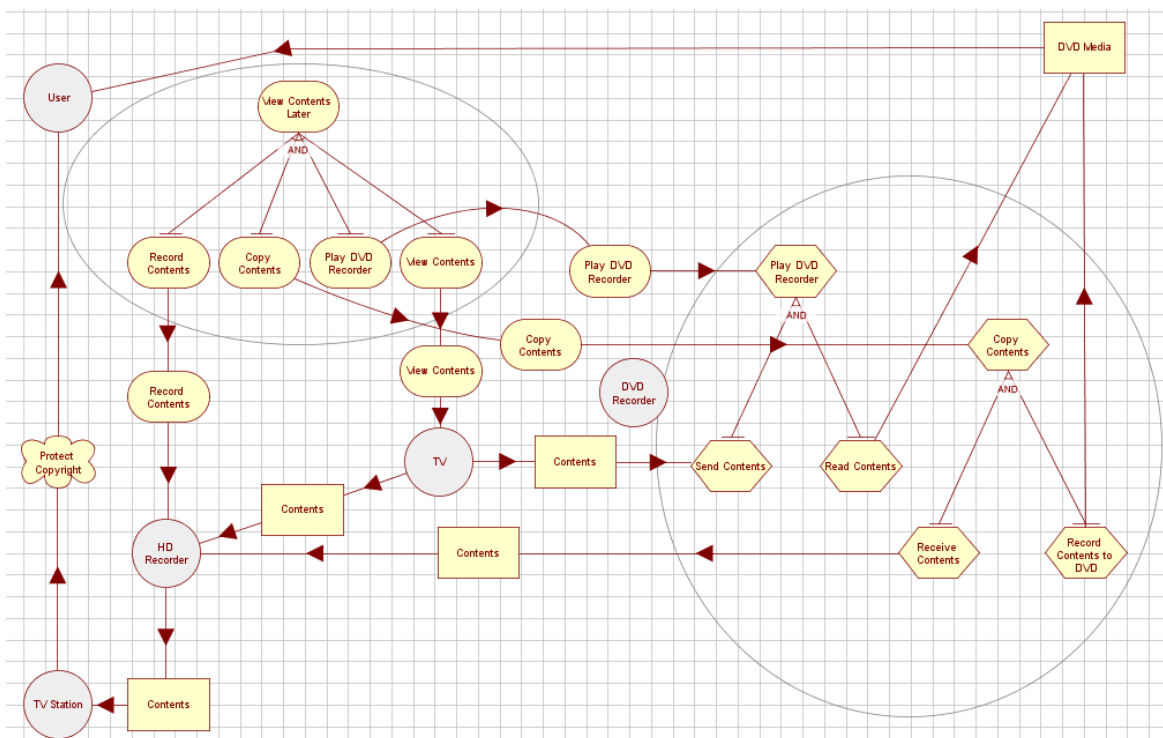 DVD Media
User
View Contents
Later
AND
Record
Contents
Copy
Contents
Play DVD
Recorder
View Contents
Play DVD
Recorder
Play DVD
Recorder
AND
Copy
Contents
Copy
Contents
View Contents
Record
Contents
DVD
Recorder
AND
Protect
Copyright
TV
Contents
Send Contents
Read Contents
Contents
HD
Recorder
Contents
Receive
Contents
Record
Contents to
DVD
TV Station
Contents